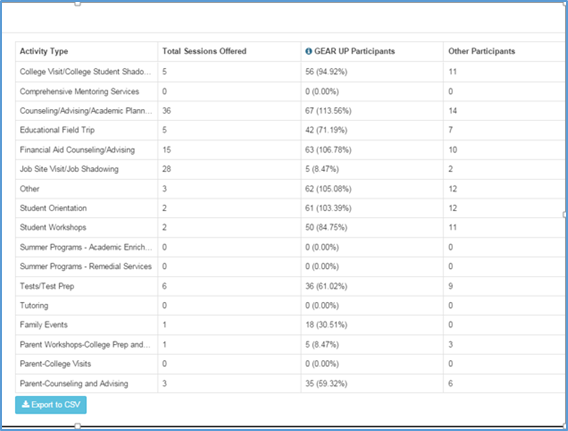 Activity Type Total Sessions Offered GEAR UP Participants Other Participants
College Visit/College Student Shado... 5 56 (94.92%) 11
Comprehensive Mentoring Services 0 0 (0.00%) 0
Counseling/Advising/Academic Plann... 36 67 (113.56%) 14
Educational Field Trip 5 42 (71.19%) 7
Financial Aid Counseling/Advising 15 63 (106.78%) 10
Job Site Visit/Job Shadowing 28 5 (8.47%) 2
Other 3 62 (105.08%) 12
Student Orientation 2 61 (103.39%) 12
Student Workshops 2 50 (84.75%) 11
Summer Programs - Academic Enrich... 0 0 (0.00%) 0
Summer Programs - Remedial Services 0 0 (0.00%) 0
Tests/Test Prep 6 36 (61.02%) 9
Tutoring 0 0 (0.00%) 0
Family Events 1 18 (30.51%) 0
Parent Workshops-College Prep and... 1 5 (8.47%) 3
Parent-College Visits 0 0 (0.00%) 0
Parent-Counseling and Advising 3 35 (59.32%) 6
Export to CSV